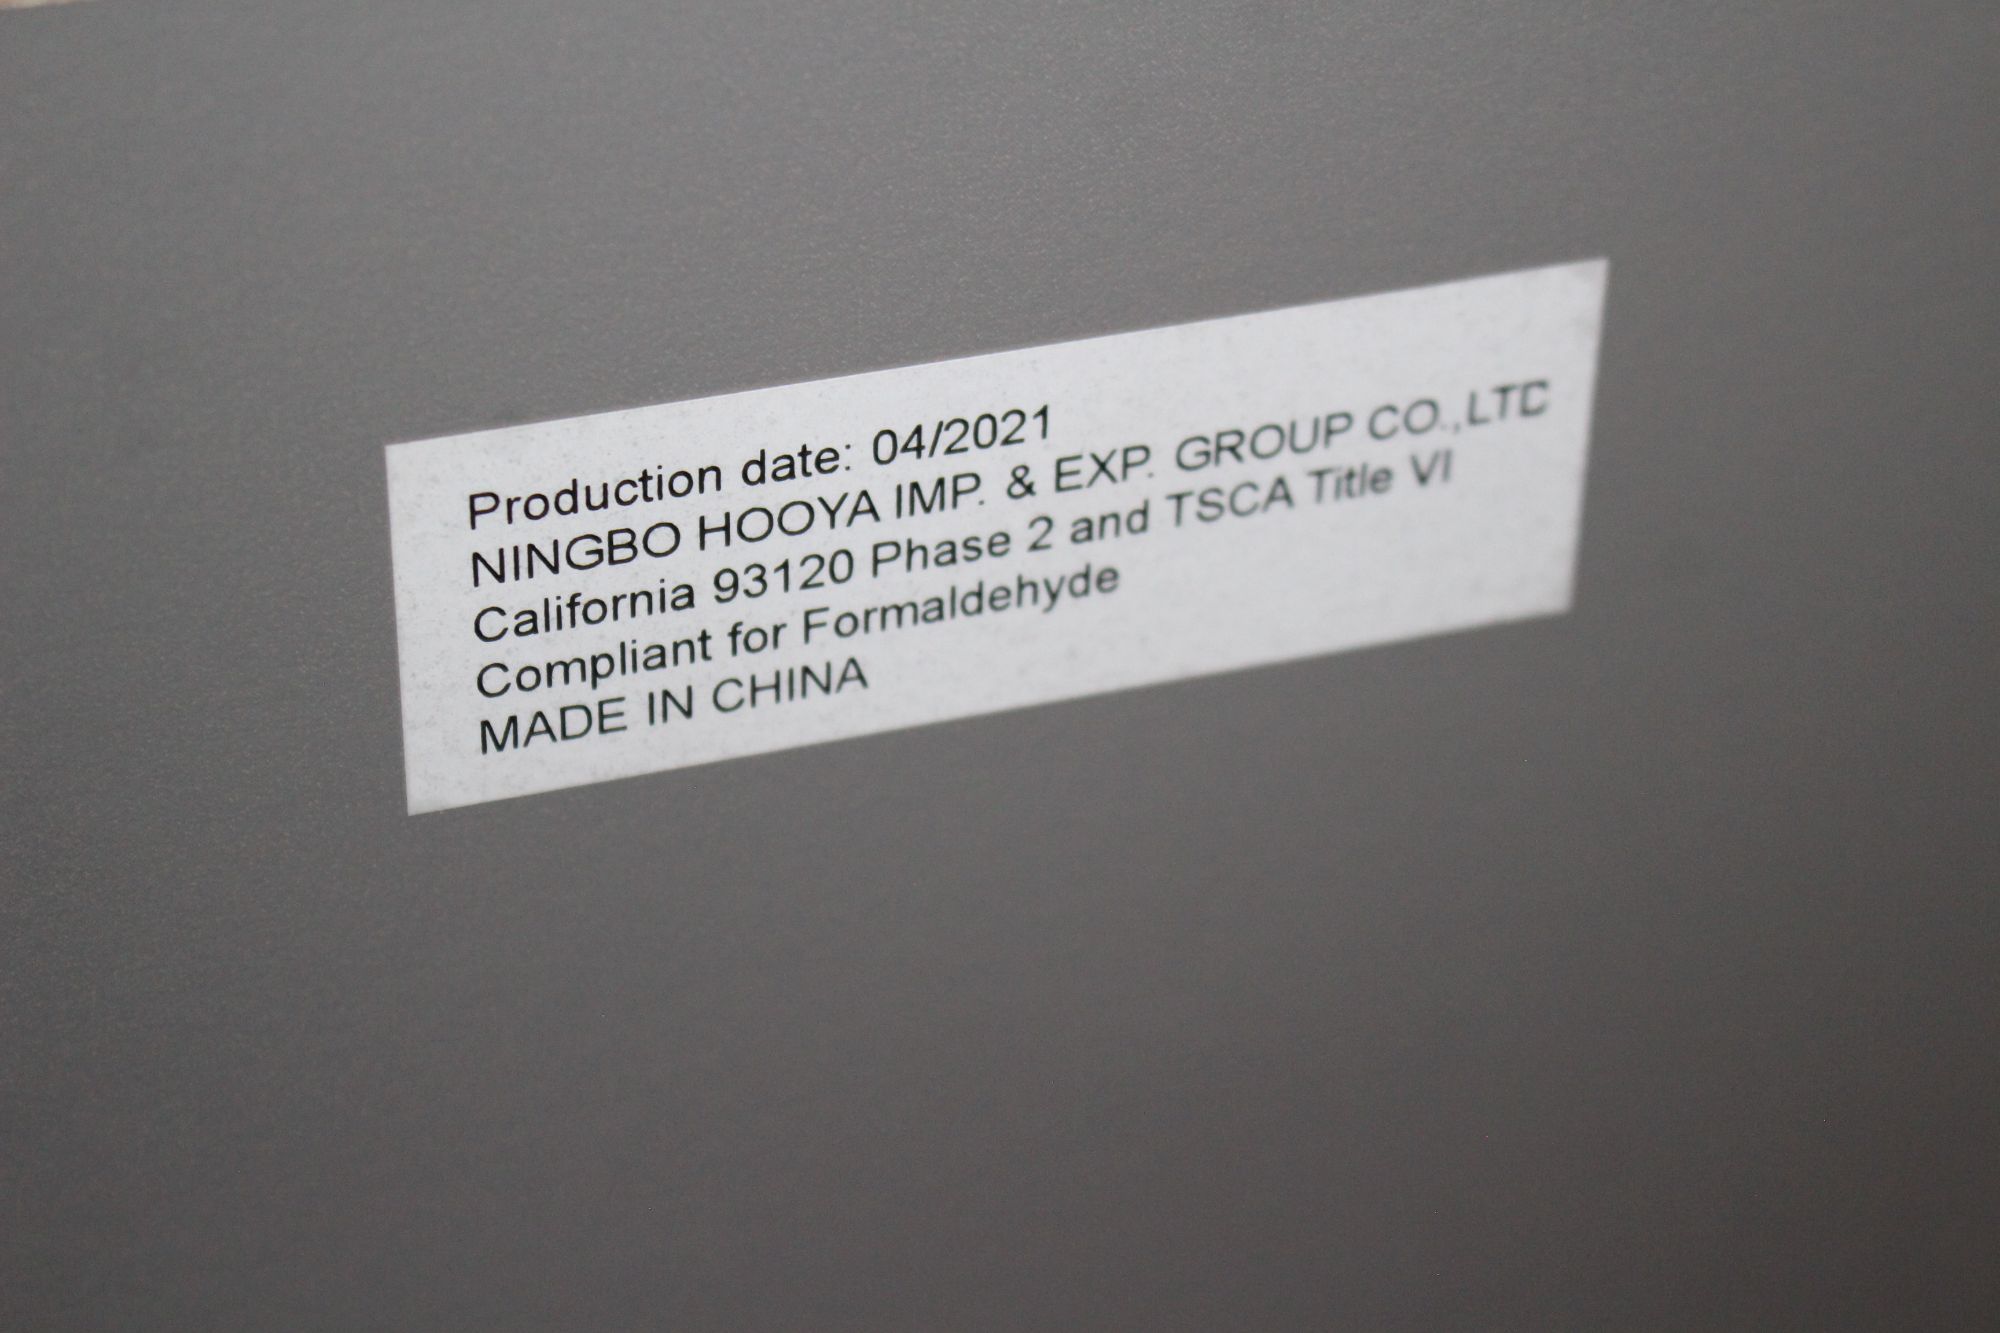 Production date: 04/2021
NINGBO HOOYA IMP. & EXP. GROUP CO.,LTD
California 93120 Phase 2 and TSCA Title VI
Compliant for Formaldehyde
MADE IN CHINA